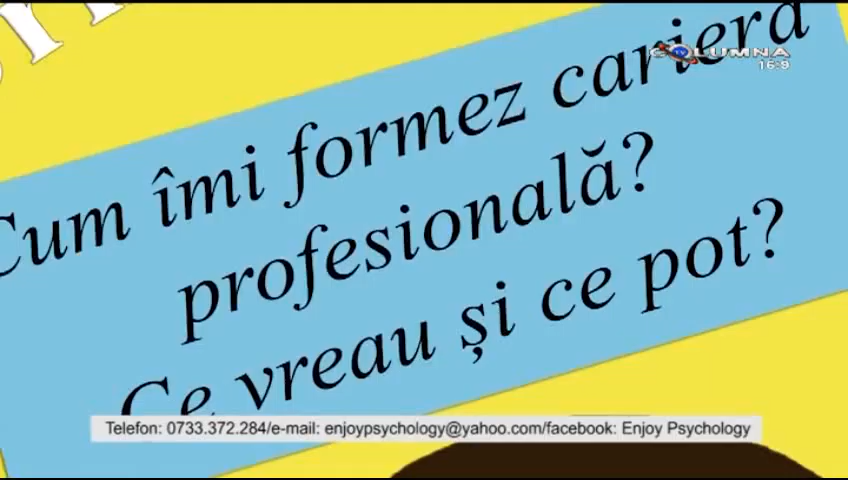 Cum îmi formez cariera
profesională?
Ce vreau și ce pot?
COLUMNA
TV
16:9
Telefon: 0733.372.284/e-mail: enjoypsychology@yahoo.com/facebook: Enjoy Psychology